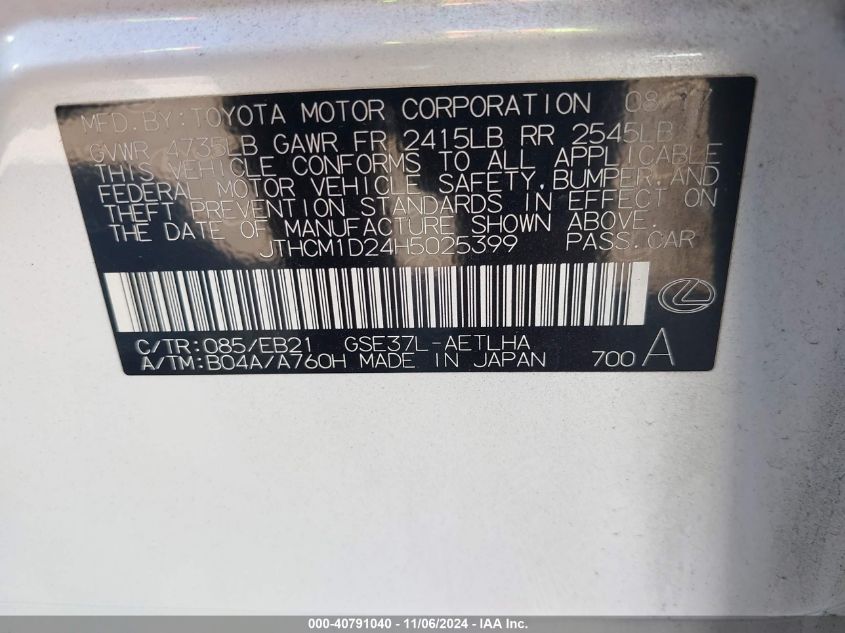 MFD.BY:TOYOTA MOTOR CORPORATION
GVWR 4735LB GAWR FR 2415LB RR 2545LB
THYS VEHICLE CONFORMS TO ALL APPLICABLE
FEDERAL MOTOR VEHICLE SAFETY,BUMPER,AND
THEFT PREVENTION STANDARDS IN EFFECT ON
THE DATE OF MANUFACTURE SHOWN ABOVE.
JTHCM1D24H5025399 PASS.CAR
C/TR:085/EB21 GSE37L-AETLHA
A/TM:B04A/A760H MADE IN JAPAN 700 A
000-40791040 - 11/06/2024 - IAA Inc.